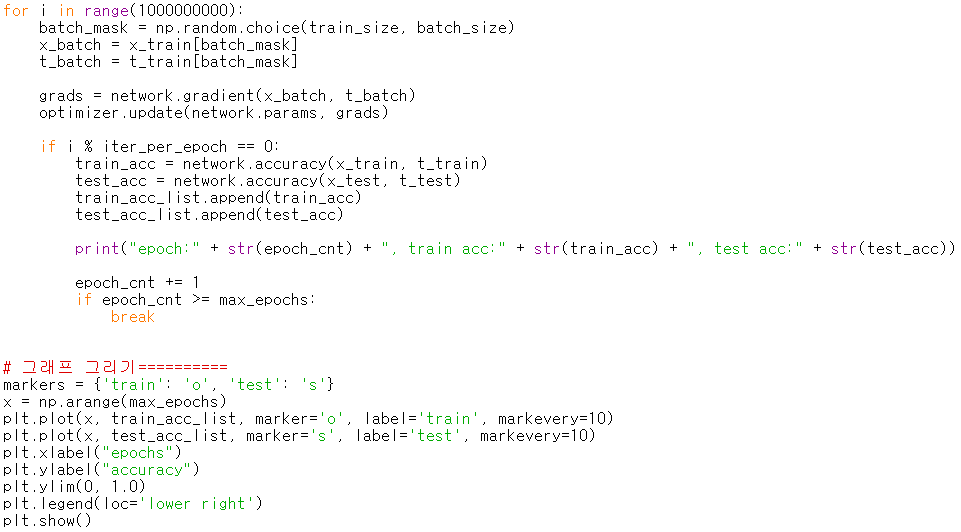 for i in range(1000000000):
    batch_mask = np.random.choice(train_size, batch_size)
    x_batch = x_train[batch_mask]
    t_batch = t_train[batch_mask]

    grads = network.gradient(x_batch, t_batch)
    optimizer.update(network.params, grads)

    if i % iter_per_epoch == 0:
        train_acc = network.accuracy(x_train, t_train)
        test_acc = network.accuracy(x_test, t_test)
        train_acc_list.append(train_acc)
        test_acc_list.append(test_acc)

        print("epoch:" + str(epoch_cnt) + ", train acc:" + str(train_acc) + ", test acc:" + str(test_acc))

        epoch_cnt += 1
        if epoch_cnt >= max_epochs:
            break


# 그래프 그리기==========
markers = {'train': 'o', 'test': 's'}
x = np.arange(max_epochs)
plt.plot(x, train_acc_list, marker='o', label='train', markevery=10)
plt.plot(x, test_acc_list, marker='s', label='test', markevery=10)
plt.xlabel("epochs")
plt.ylabel("accuracy")
plt.ylim(0, 1.0)
plt.legend(loc='lower right')
plt.show()